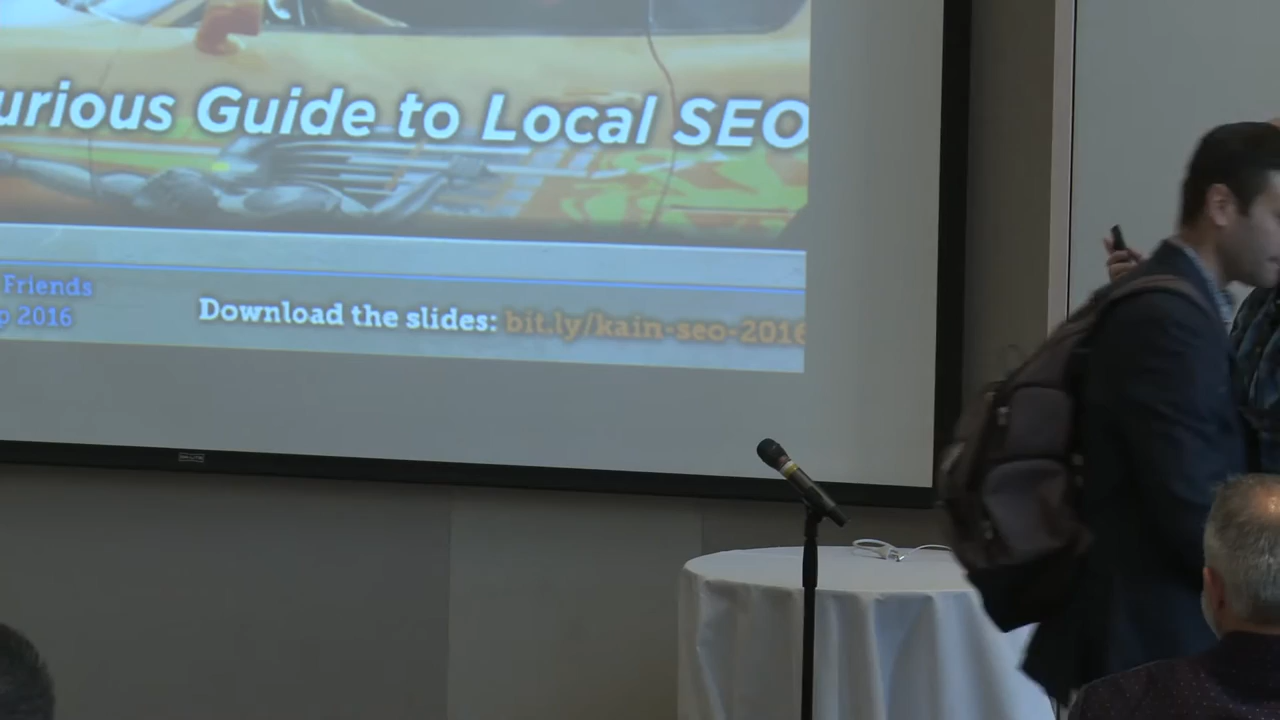 urious Guide to Local SEO
Friends
p 2016
Download the slides: bit.ly/kain-seo-2016